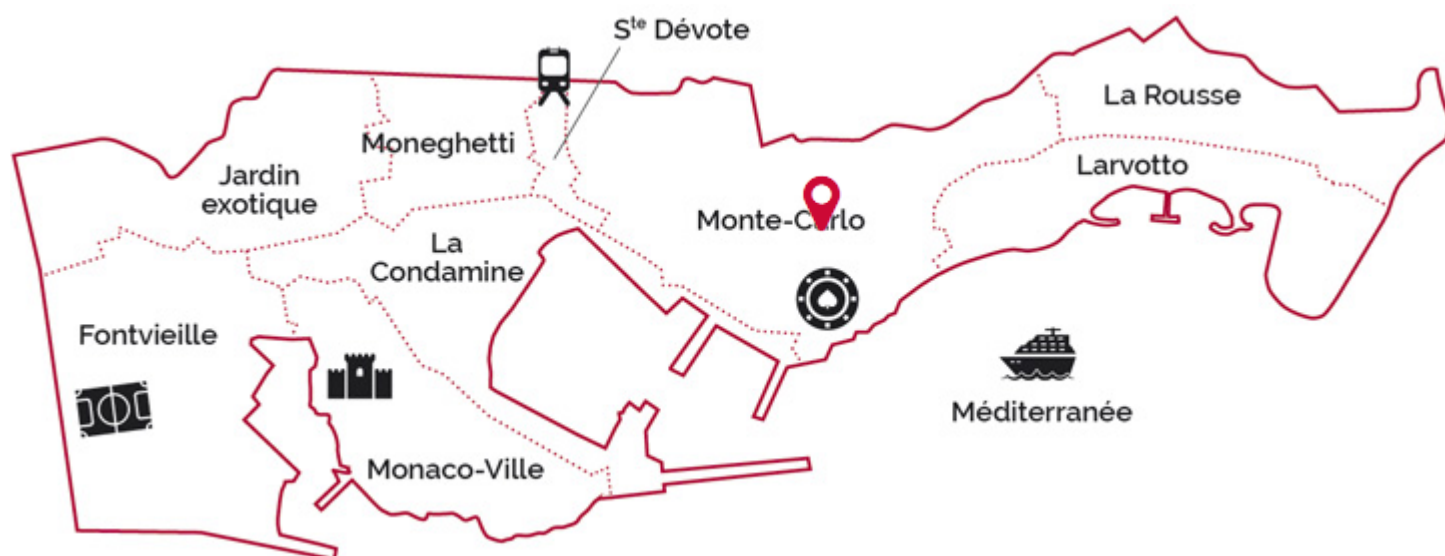 Sᵗᵉ Dévote
La Rousse
Moneghetti
Larvotto
Jardin
exotique
Monte-Carlo
La
Condamine
Fontvieille
Méditerranée
Monaco-Ville